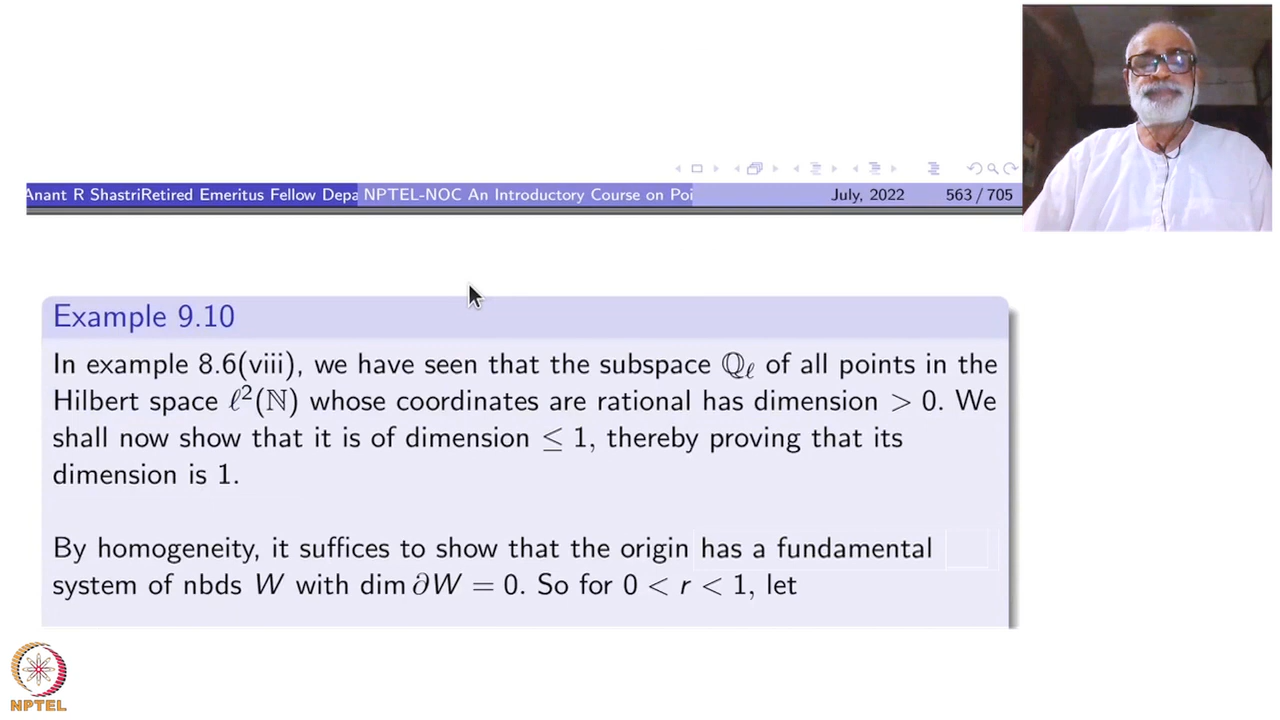 Anant R ShastriRetired Emeritus Fellow Depa NPTEL-NOC An Introductory Course on Poi July, 2022 563 / 705
Example 9.10
In example 8.6(viii), we have seen that the subspace ℚ_ℓ of all points in the
Hilbert space ℓ²(ℕ) whose coordinates are rational has dimension > 0. We
shall now show that it is of dimension ≤ 1, thereby proving that its
dimension is 1.
By homogeneity, it suffices to show that the origin has a fundamental
system of nbds W with dim ∂W = 0. So for 0 < r < 1, let
NPTEL